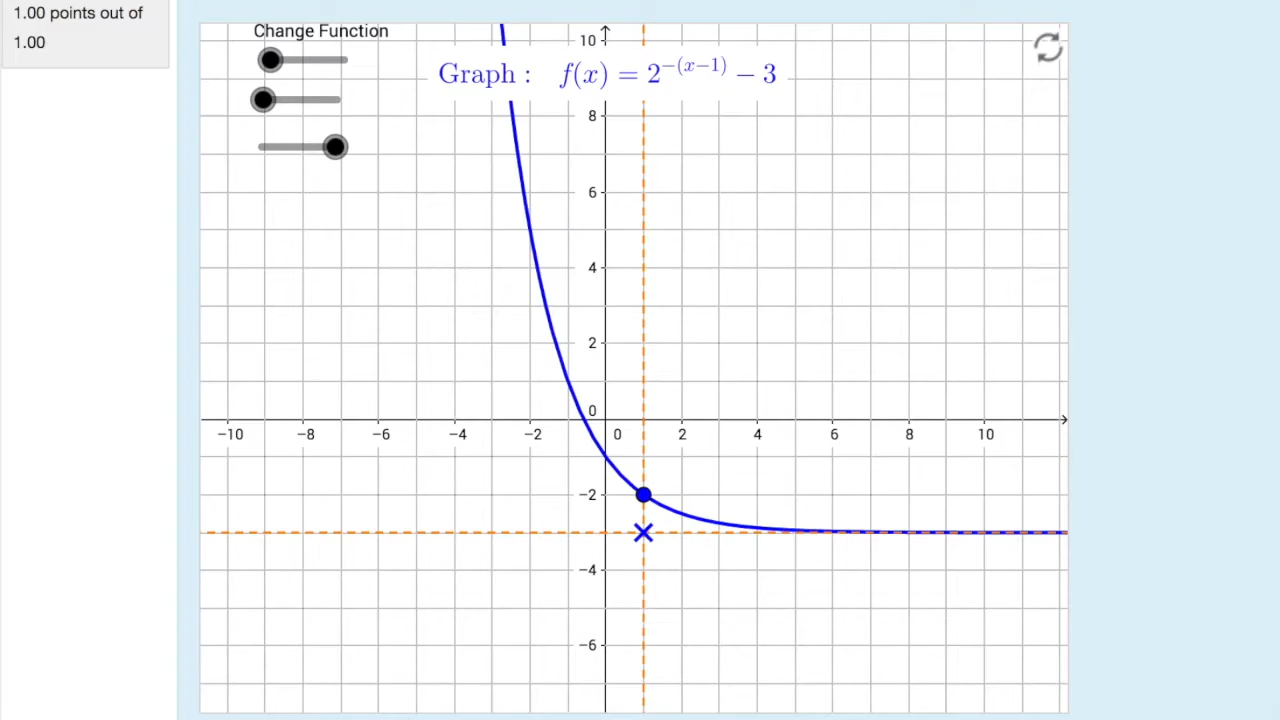 1.00 points out of
1.00
Change Function
Graph : f(x) = 2^{-(x-1)} − 3
10
8
6
4
2
0
−10 −8 −6 −4 −2 0 2 4 6 8 10
−2
−4
−6